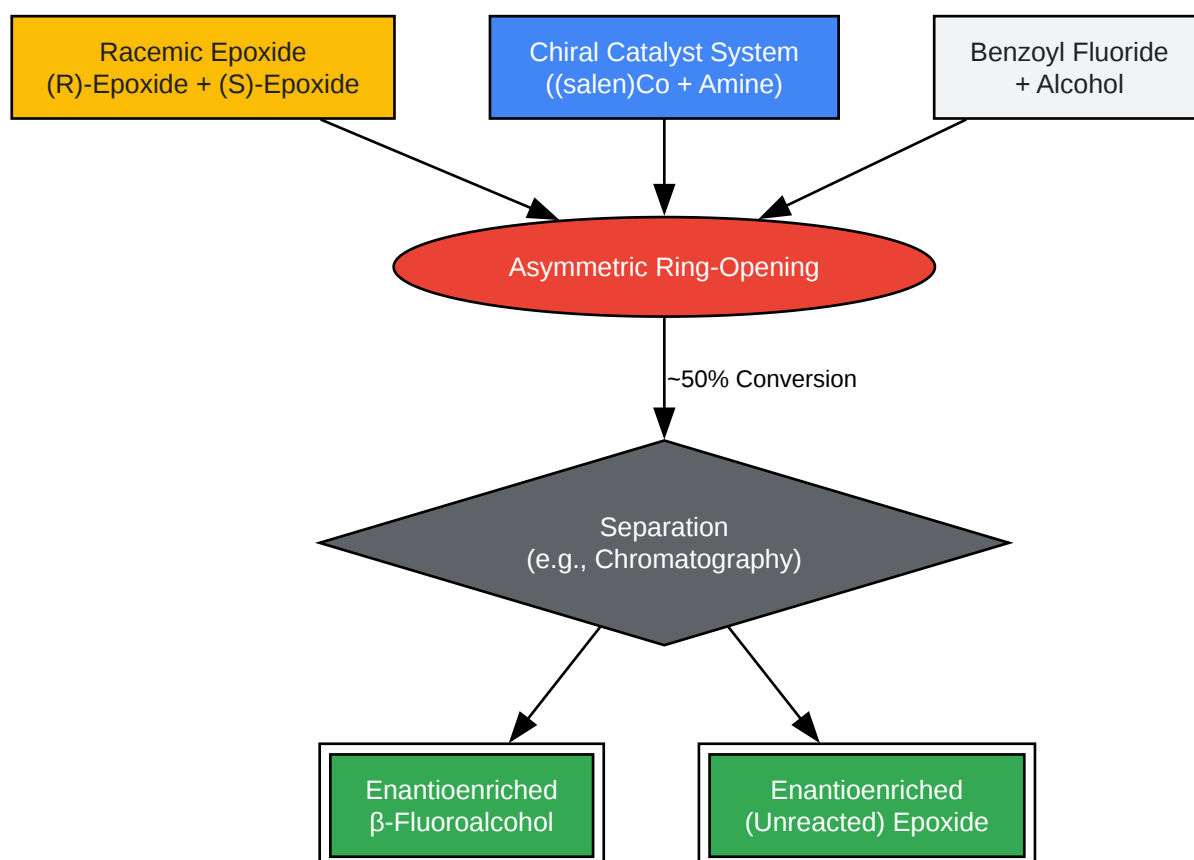 Racemic Epoxide
(R)-Epoxide + (S)-Epoxide
Chiral Catalyst System
((salen)Co + Amine)
Benzoyl Fluoride
+ Alcohol
Asymmetric Ring-Opening
~50% Conversion
Separation
(e.g., Chromatography)
Enantioenriched
β-Fluoroalcohol
Enantioenriched
(Unreacted) Epoxide